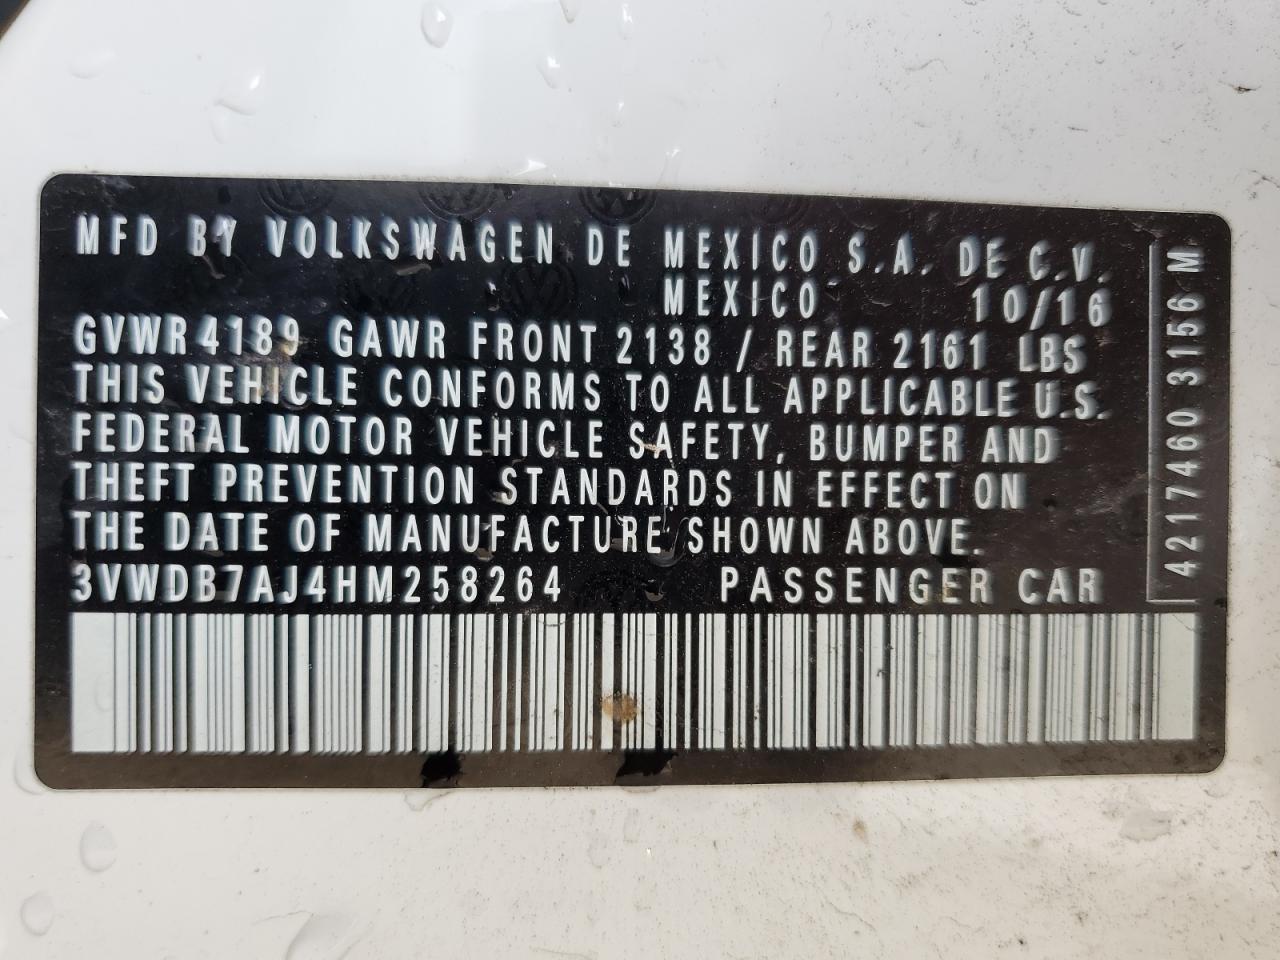 MFD BY VOLKSWAGEN DE MEXICO S.A. DE C.V.
MEXICO 10/16
GVWR 4189 GAWR FRONT 2138 / REAR 2161 LBS
THIS VEHICLE CONFORMS TO ALL APPLICABLE U.S.
FEDERAL MOTOR VEHICLE SAFETY, BUMPER AND
THEFT PREVENTION STANDARDS IN EFFECT ON
THE DATE OF MANUFACTURE SHOWN ABOVE.
3VWDB7AJ4HM258264 PASSENGER CAR
4217460 3156 M